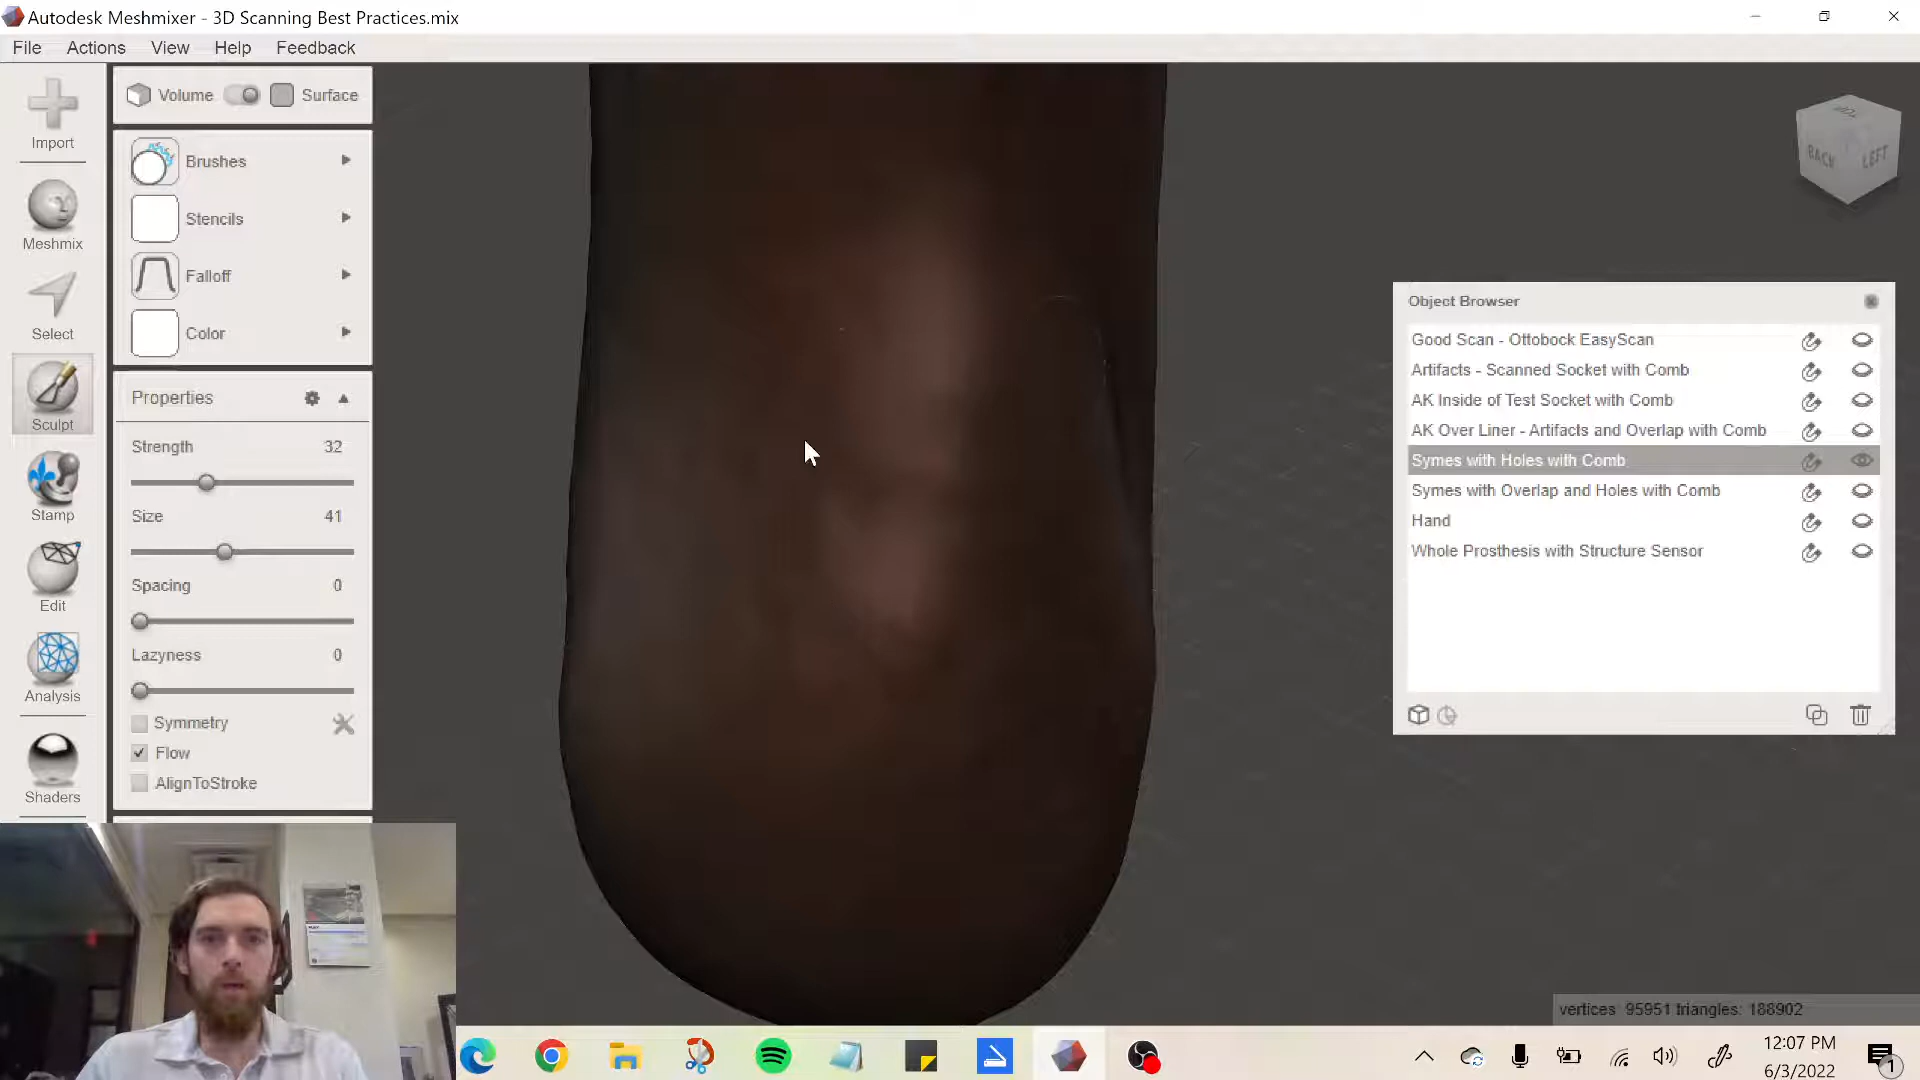 Autodesk Meshmixer - 3D Scanning Best Practices.mix
File Actions View Help Feedback
Import
Meshmix
Select
Sculpt
Stamp
Edit
Analysis
Shaders
Volume Surface
Brushes
Stencils
Falloff
Color
Properties
Strength 32
Size 41
Spacing 0
Lazyness 0
Symmetry
Flow
AlignToStroke
TOP
BACK LEFT
Object Browser
Good Scan - Ottobock EasyScan
Artifacts - Scanned Socket with Comb
AK Inside of Test Socket with Comb
AK Over Liner - Artifacts and Overlap with Comb
Symes with Holes with Comb
Symes with Overlap and Holes with Comb
Hand
Whole Prosthesis with Structure Sensor
vertices 95951 triangles: 188902
12:07 PM
6/3/2022
1